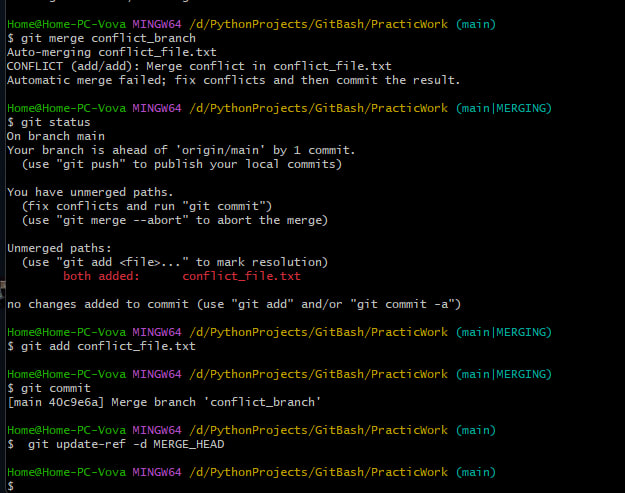 Home@Home-PC-Vova MINGW64 /d/PythonProjects/GitBash/PracticWork (main)
$ git merge conflict_branch
Auto-merging conflict_file.txt
CONFLICT (add/add): Merge conflict in conflict_file.txt
Automatic merge failed; fix conflicts and then commit the result.
Home@Home-PC-Vova MINGW64 /d/PythonProjects/GitBash/PracticWork (main|MERGING)
$ git status
On branch main
Your branch is ahead of 'origin/main' by 1 commit.
  (use "git push" to publish your local commits)
You have unmerged paths.
  (fix conflicts and run "git commit")
  (use "git merge --abort" to abort the merge)
Unmerged paths:
  (use "git add <file>..." to mark resolution)
        both added:      conflict_file.txt
no changes added to commit (use "git add" and/or "git commit -a")
Home@Home-PC-Vova MINGW64 /d/PythonProjects/GitBash/PracticWork (main|MERGING)
$ git add conflict_file.txt
Home@Home-PC-Vova MINGW64 /d/PythonProjects/GitBash/PracticWork (main|MERGING)
$ git commit
[main 40c9e6a] Merge branch 'conflict_branch'
Home@Home-PC-Vova MINGW64 /d/PythonProjects/GitBash/PracticWork (main)
$  git update-ref -d MERGE_HEAD
Home@Home-PC-Vova MINGW64 /d/PythonProjects/GitBash/PracticWork (main)
$